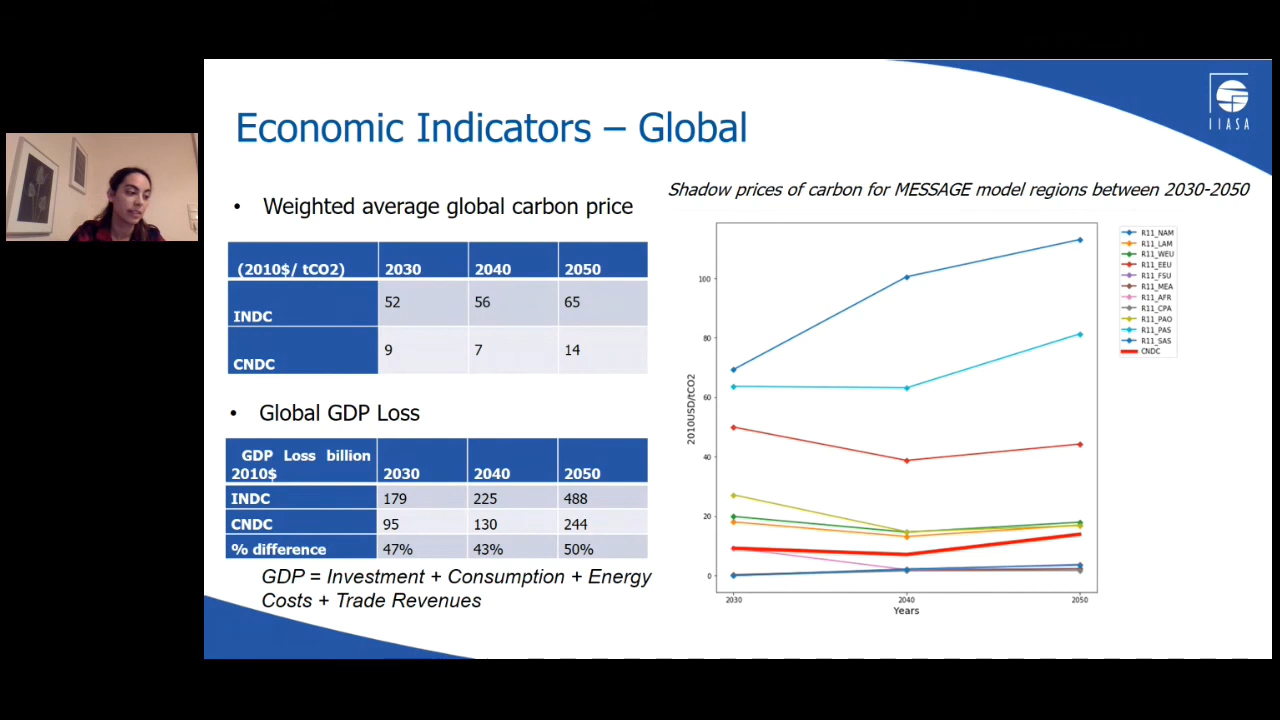 IIASA
Economic Indicators – Global
• Weighted average global carbon price
(2010$/ tCO2) 2030 2040 2050
INDC 52 56 65
CNDC 9 7 14
• Global GDP Loss
GDP Loss billion
2010$ 2030 2040 2050
INDC 179 225 488
CNDC 95 130 244
% difference 47% 43% 50%
GDP = Investment + Consumption + Energy
Costs + Trade Revenues
Shadow prices of carbon for MESSAGE model regions between 2030-2050
2010USD/tCO2
100
80
60
40
20
0
2030 2040 2050
Years
R11_NAM
R11_LAM
R11_WEU
R11_EEU
R11_FSU
R11_MEA
R11_AFR
R11_CPA
R11_PAO
R11_PAS
R11_SAS
CNDC